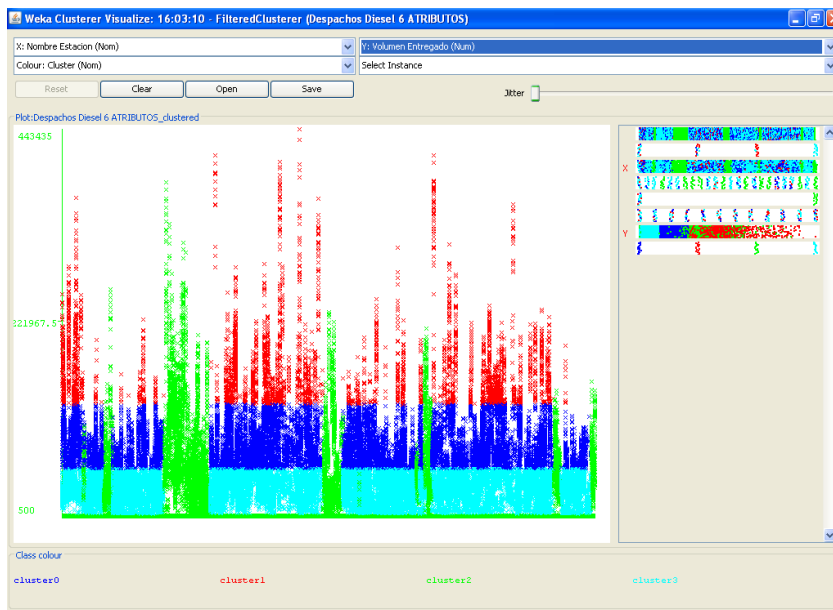 Weka Clusterer Visualize: 16:03:10 - FilteredClusterer (Despachos Diesel 6 ATRIBUTOS)
X: Nombre Estacion (Nom)
Y: Volumen Entregado (Num)
Colour: Cluster (Nom)
Select Instance
Reset
Clear
Open
Save
Jitter
Plot:Despachos Diesel 6 ATRIBUTOS_clustered
443435
X
Y
221967.5
500
Class colour
cluster0
cluster1
cluster2
cluster3